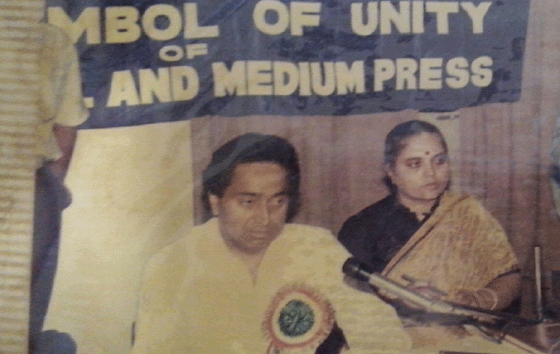 MBOL OF UNITY
OF
L AND MEDIUM PRESS